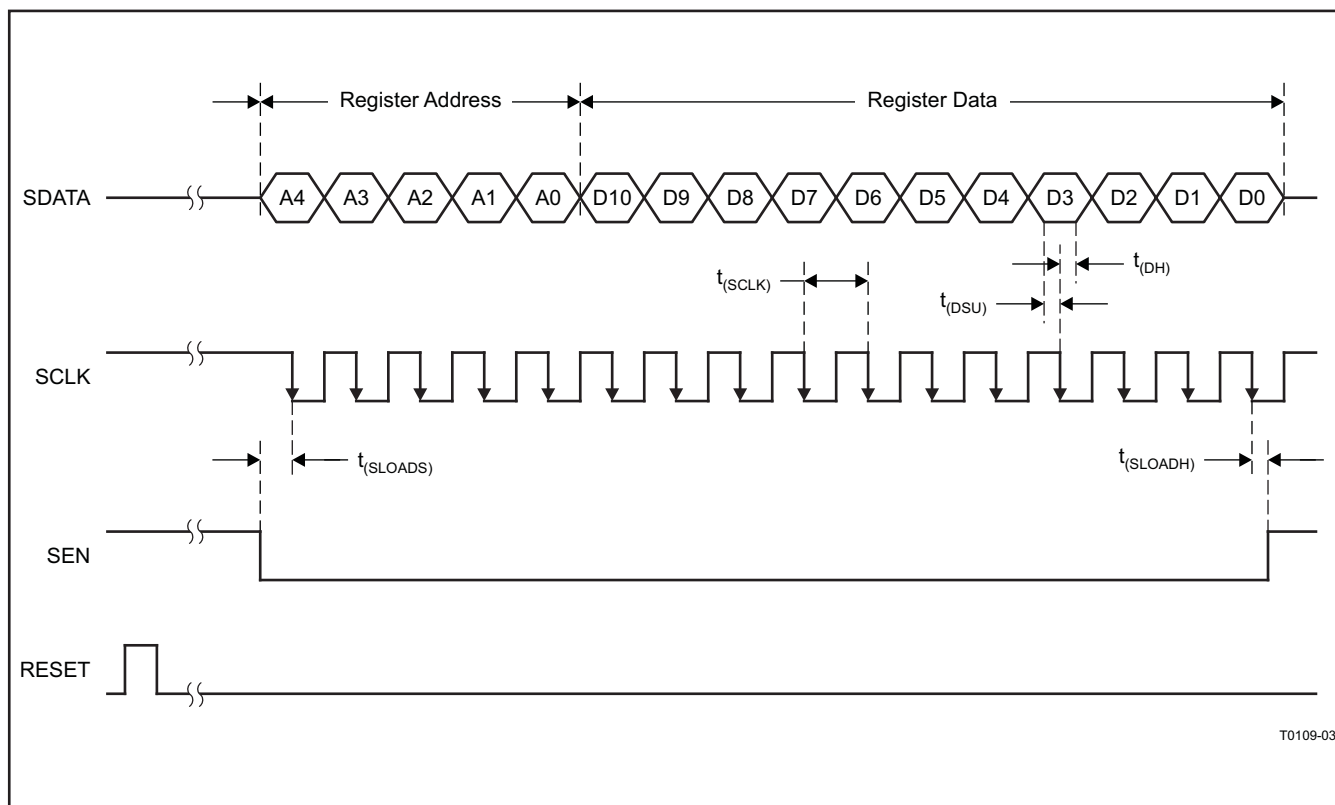 Register Address
Register Data
SDATA
A4 A3 A2 A1 A0 D10 D9 D8 D7 D6 D5 D4 D3 D2 D1 D0
t(SCLK)
t(DH)
t(DSU)
SCLK
t(SLOADS)
t(SLOADH)
SEN
RESET
T0109-03